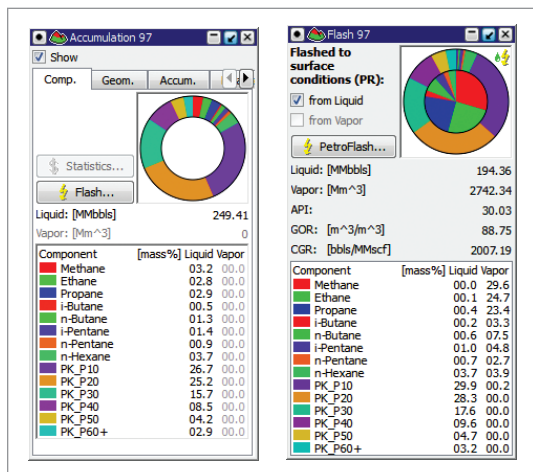 Accumulation 97
Show
Comp. Geom. Accum.
Statistics...
Flash...
Liquid: [MMbbls] 249.41
Vapor: [Mm^3] 0
Component [mass%] Liquid Vapor
Methane 03.2 00.0
Ethane 02.8 00.0
Propane 02.9 00.0
i-Butane 00.5 00.0
n-Butane 01.3 00.0
i-Pentane 01.4 00.0
n-Pentane 00.9 00.0
n-Hexane 03.7 00.0
PK_P10 26.7 00.0
PK_P20 25.2 00.0
PK_P30 15.7 00.0
PK_P40 08.5 00.0
PK_P50 04.2 00.0
PK_P60+ 02.9 00.0
Flash 97
Flashed to
surface
conditions (PR):
from Liquid
from Vapor
PetroFlash...
Liquid: [MMbbls] 194.36
Vapor: [Mm^3] 2742.34
API: 30.03
GOR: [m^3/m^3] 88.75
CGR: [bbls/MMscf] 2007.19
Component [mass%] Liquid Vapor
Methane 00.0 29.6
Ethane 00.1 24.7
Propane 00.4 23.4
i-Butane 00.2 03.3
n-Butane 00.6 07.5
i-Pentane 01.0 04.8
n-Pentane 00.7 02.7
n-Hexane 03.7 03.9
PK_P10 29.9 00.2
PK_P20 28.3 00.0
PK_P30 17.6 00.0
PK_P40 09.6 00.0
PK_P50 04.7 00.0
PK_P60+ 03.2 00.0